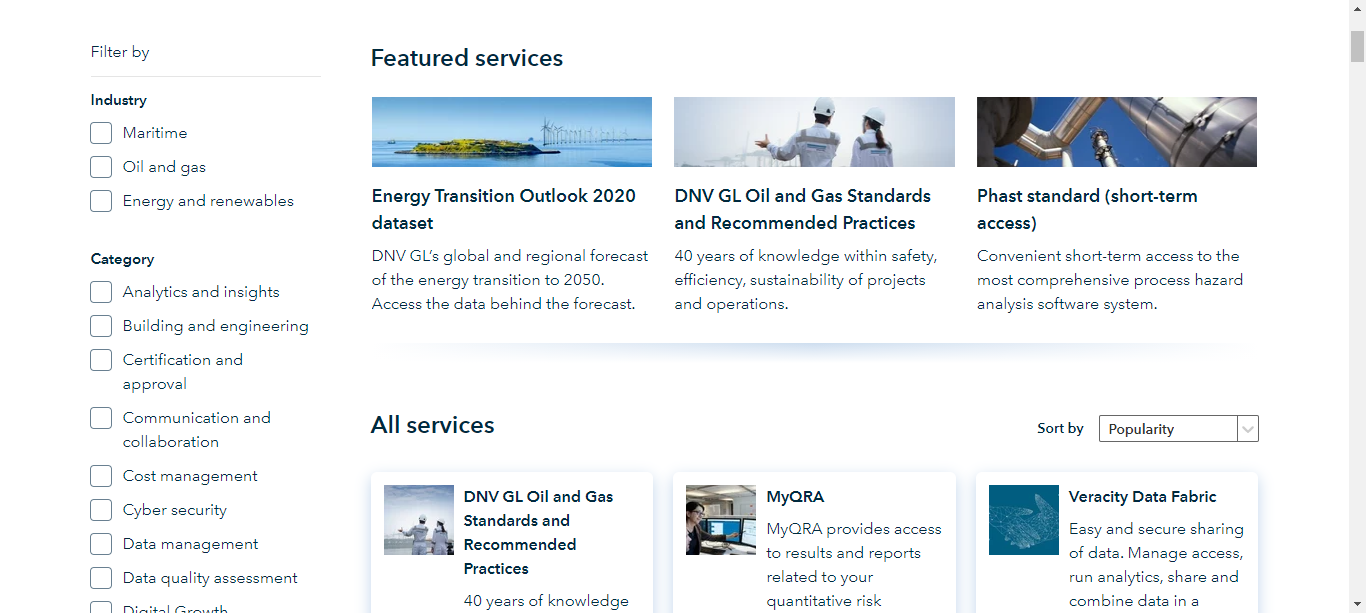 Filter by
Industry
Maritime
Oil and gas
Energy and renewables
Category
Analytics and insights
Building and engineering
Certification and
approval
Communication and
collaboration
Cost management
Cyber security
Data management
Data quality assessment
Digital Growth
Featured services
Energy Transition Outlook 2020
dataset
DNV GL’s global and regional forecast
of the energy transition to 2050.
Access the data behind the forecast.
DNV GL Oil and Gas Standards
and Recommended Practices
40 years of knowledge within safety,
efficiency, sustainability of projects
and operations.
Phast standard (short-term
access)
Convenient short-term access to the
most comprehensive process hazard
analysis software system.
All services
Sort by
Popularity
DNV GL Oil and Gas
Standards and
Recommended
Practices
40 years of knowledge
MyQRA
MyQRA provides access
to results and reports
related to your
quantitative risk
Veracity Data Fabric
Easy and secure sharing
of data. Manage access,
run analytics, share and
combine data in a